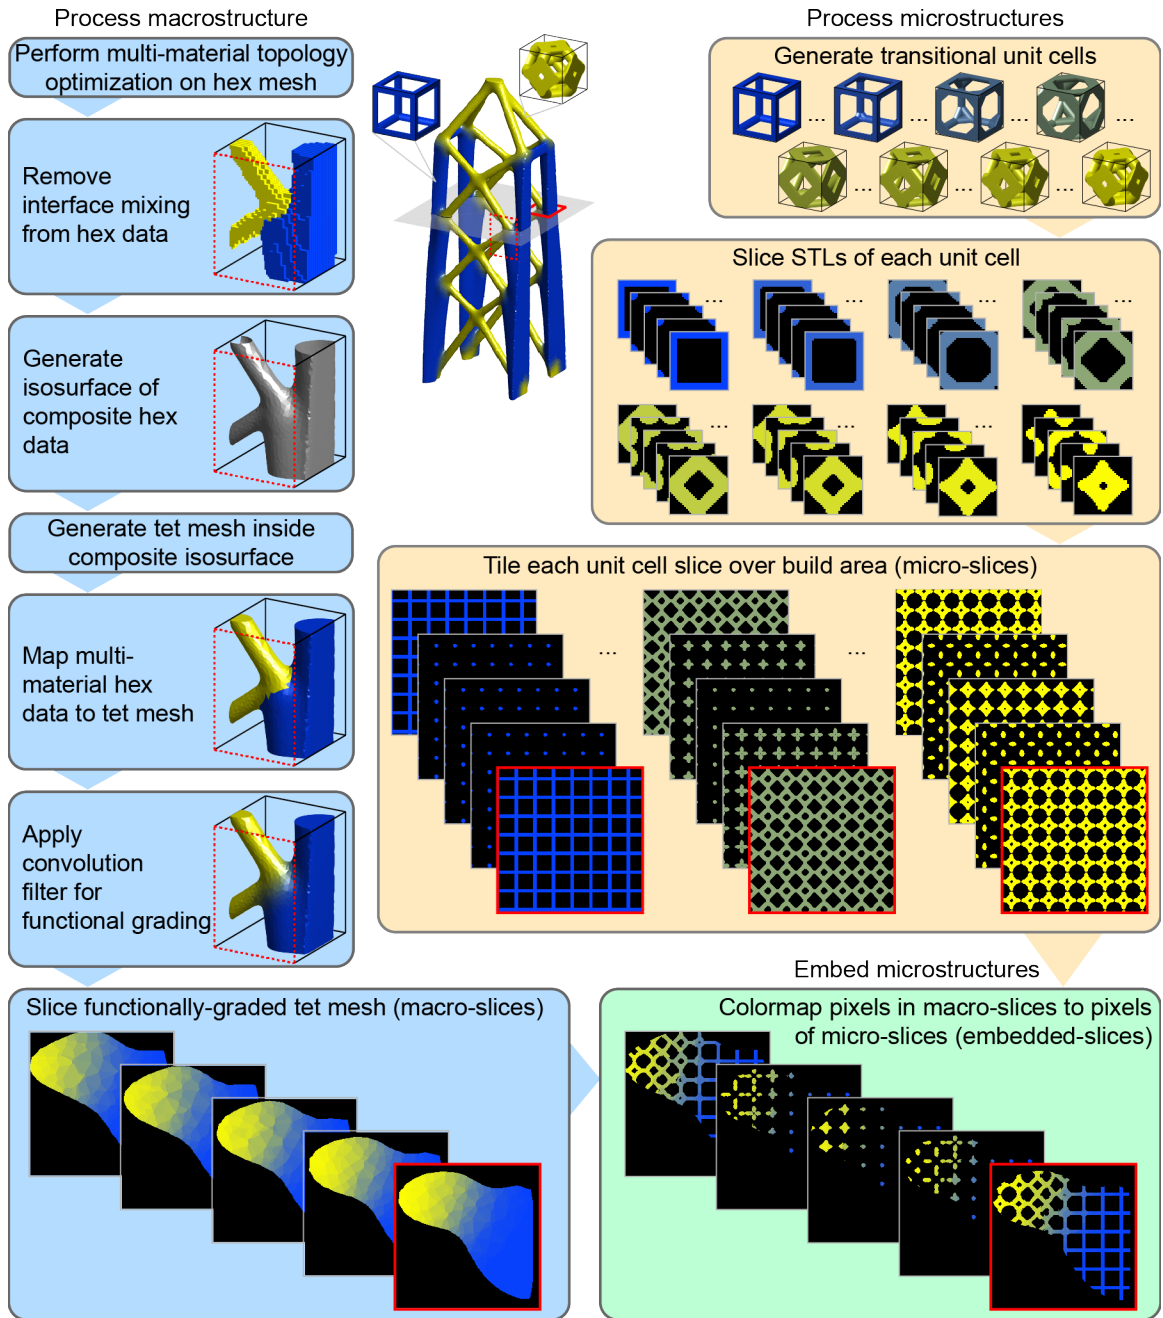 Process macrostructure
Perform multi-material topology
optimization on hex mesh
Remove
interface mixing
from hex data
Generate
isosurface of
composite hex
data
Generate tet mesh inside
composite isosurface
Map multi-
material hex
data to tet mesh
Apply
convolution
filter for
functional grading
Slice functionally-graded tet mesh (macro-slices)
Process microstructures
Generate transitional unit cells
... ... ... ...
... ... ...
Slice STLs of each unit cell
... ... ...
... ... ...
Tile each unit cell slice over build area (micro-slices)
... ...
Embed microstructures
Colormap pixels in macro-slices to pixels
of micro-slices (embedded-slices)